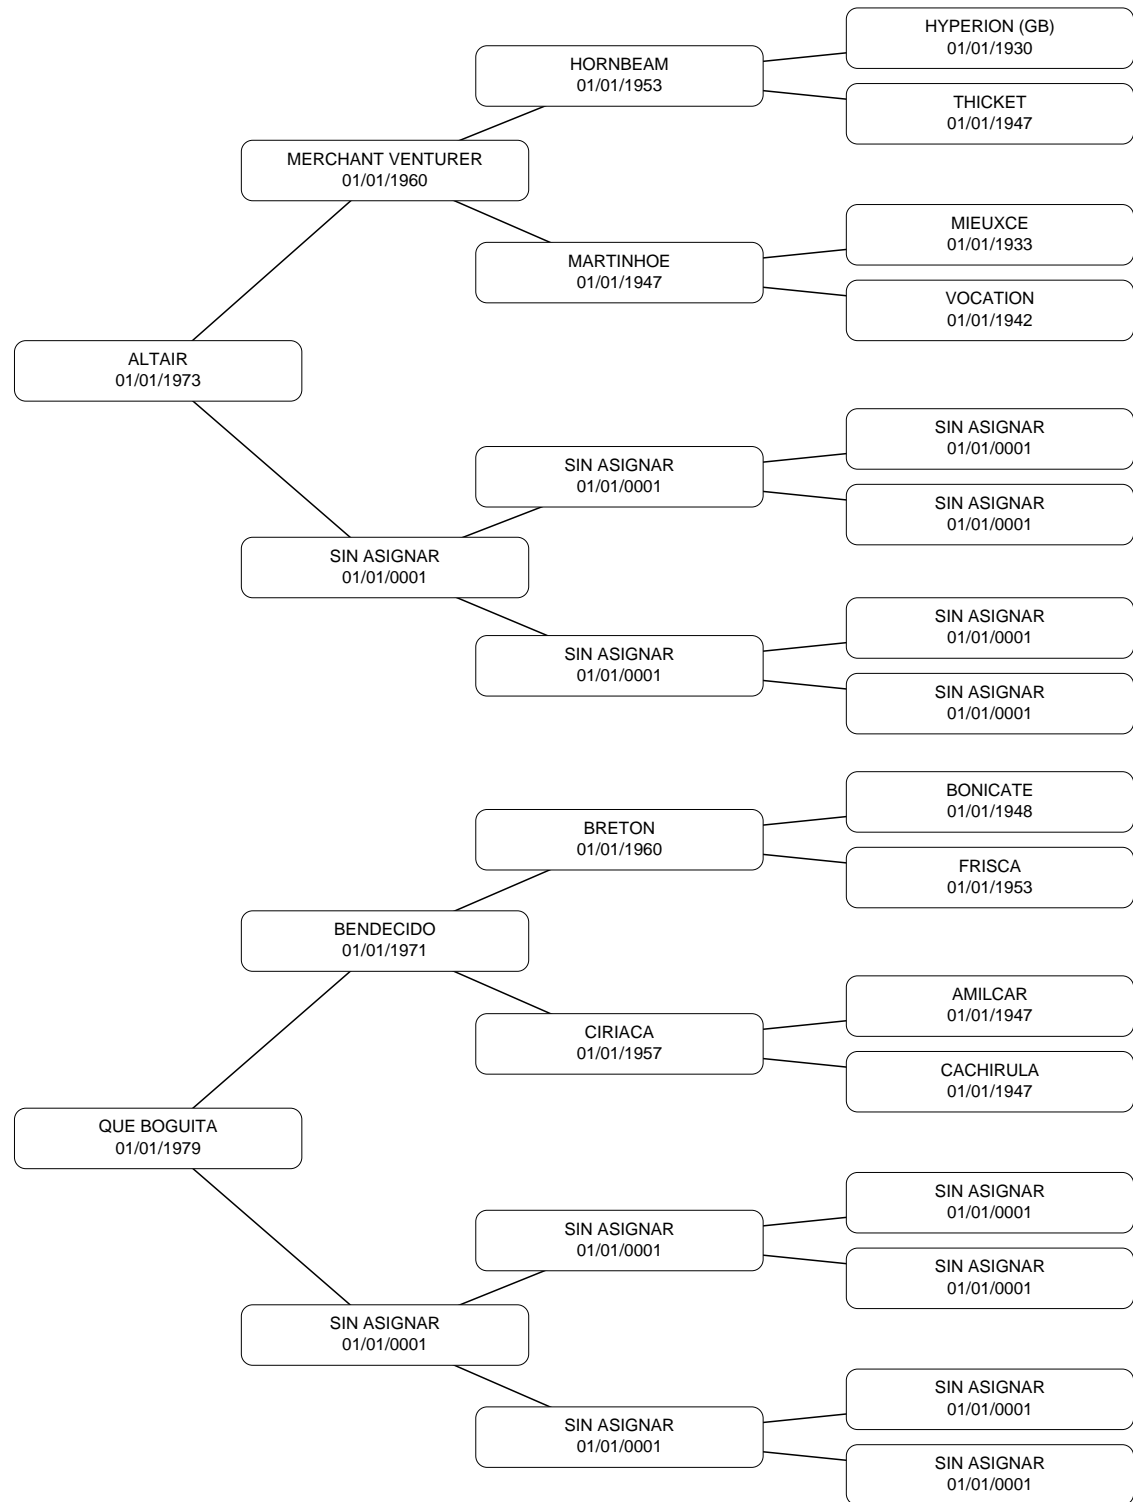 HYPERION (GB)
01/01/1930
HORNBEAM
01/01/1953
THICKET
01/01/1947
MERCHANT VENTURER
01/01/1960
MIEUXCE
01/01/1933
MARTINHOE
01/01/1947
VOCATION
01/01/1942
ALTAIR
01/01/1973
SIN ASIGNAR
01/01/0001
SIN ASIGNAR
01/01/0001
SIN ASIGNAR
01/01/0001
SIN ASIGNAR
01/01/0001
SIN ASIGNAR
01/01/0001
SIN ASIGNAR
01/01/0001
SIN ASIGNAR
01/01/0001
BONICATE
01/01/1948
BRETON
01/01/1960
FRISCA
01/01/1953
BENDECIDO
01/01/1971
AMILCAR
01/01/1947
CIRIACA
01/01/1957
CACHIRULA
01/01/1947
QUE BOGUITA
01/01/1979
SIN ASIGNAR
01/01/0001
SIN ASIGNAR
01/01/0001
SIN ASIGNAR
01/01/0001
SIN ASIGNAR
01/01/0001
SIN ASIGNAR
01/01/0001
SIN ASIGNAR
01/01/0001
SIN ASIGNAR
01/01/0001